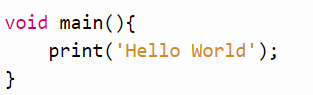 void main(){
    print('Hello World');
}